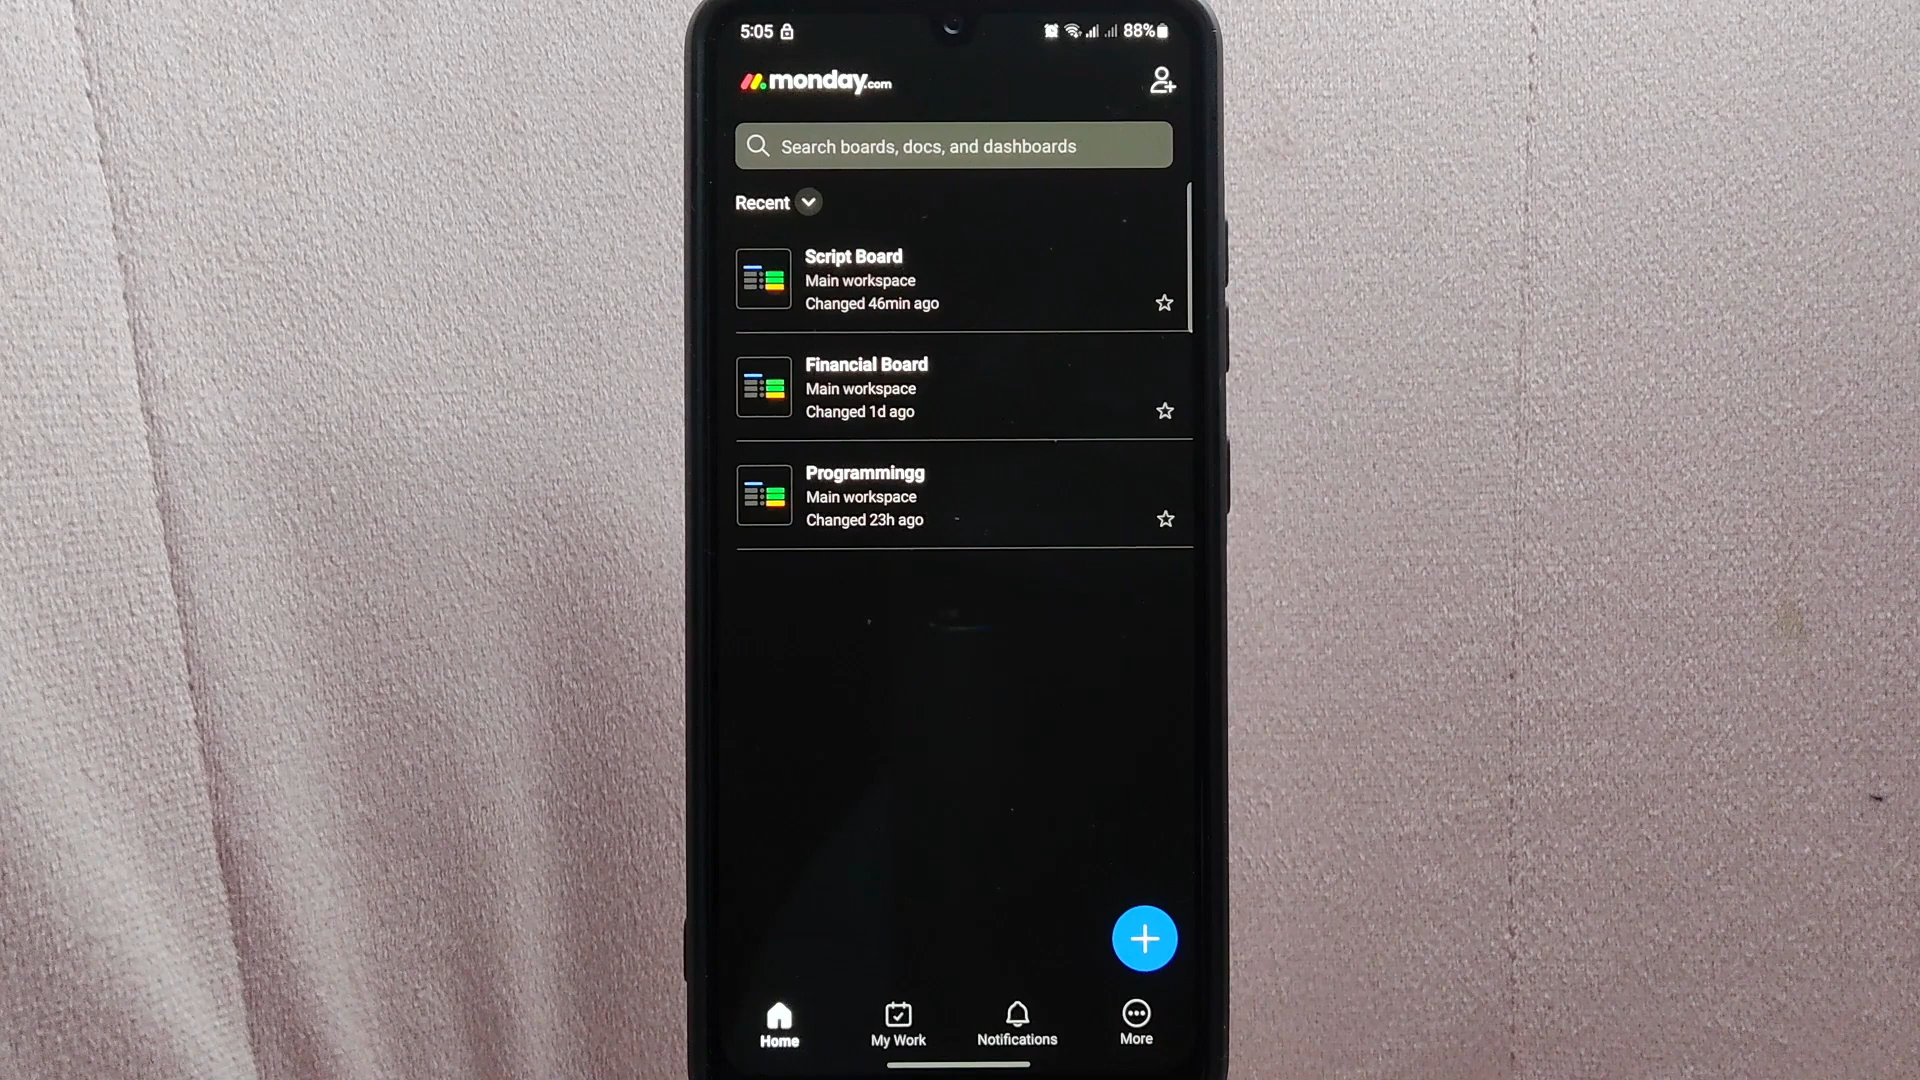 5:05 88%
monday.com
Search boards, docs, and dashboards
Recent
Script Board
Main workspace
Changed 46min ago
Financial Board
Main workspace
Changed 1d ago
Programmingg
Main workspace
Changed 23h ago
Home My Work Notifications More